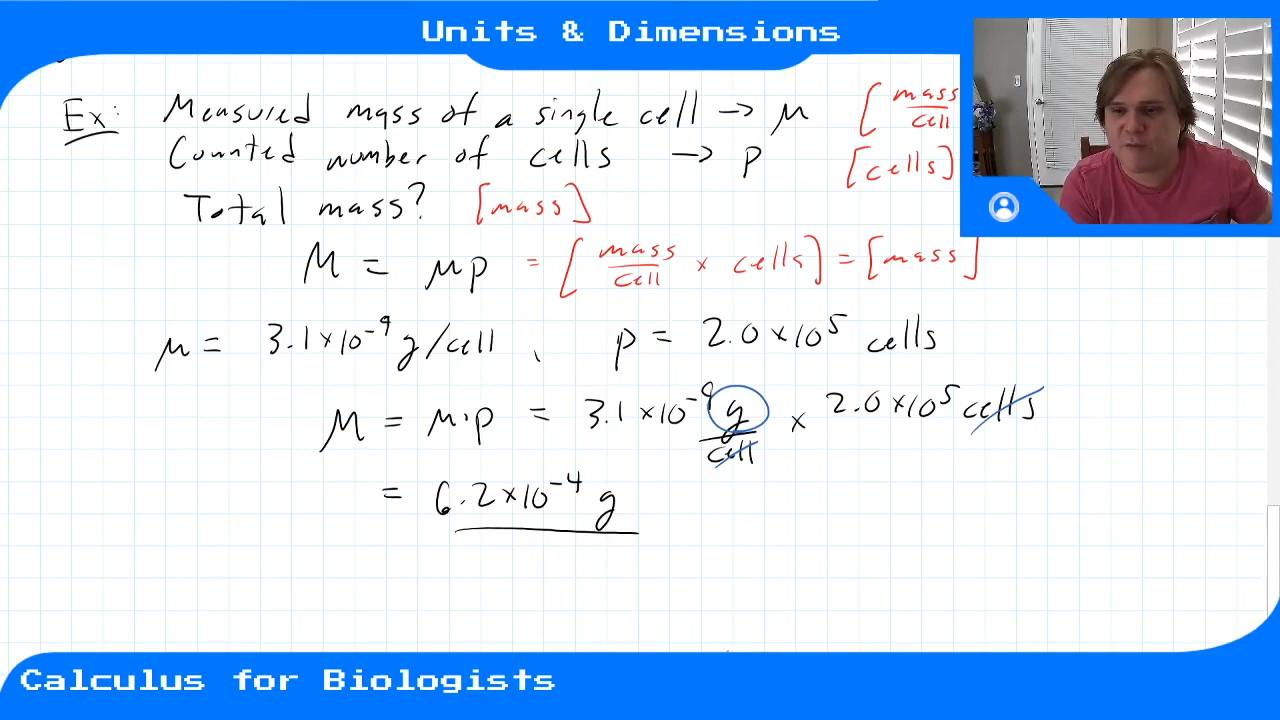 Units & Dimensions
Ex: Measured mass of a single cell → μ [mass/cell
Counted number of cells → p [cells]
Total mass? [mass]
M = μp = [mass/cell × cells] = [mass]
μ = 3.1×10⁻⁹ g/cell, p = 2.0×10⁵ cells
M = μ·p = 3.1×10⁻⁹ g/cell × 2.0×10⁵ cells
= 6.2×10⁻⁴ g
Calculus for Biologists